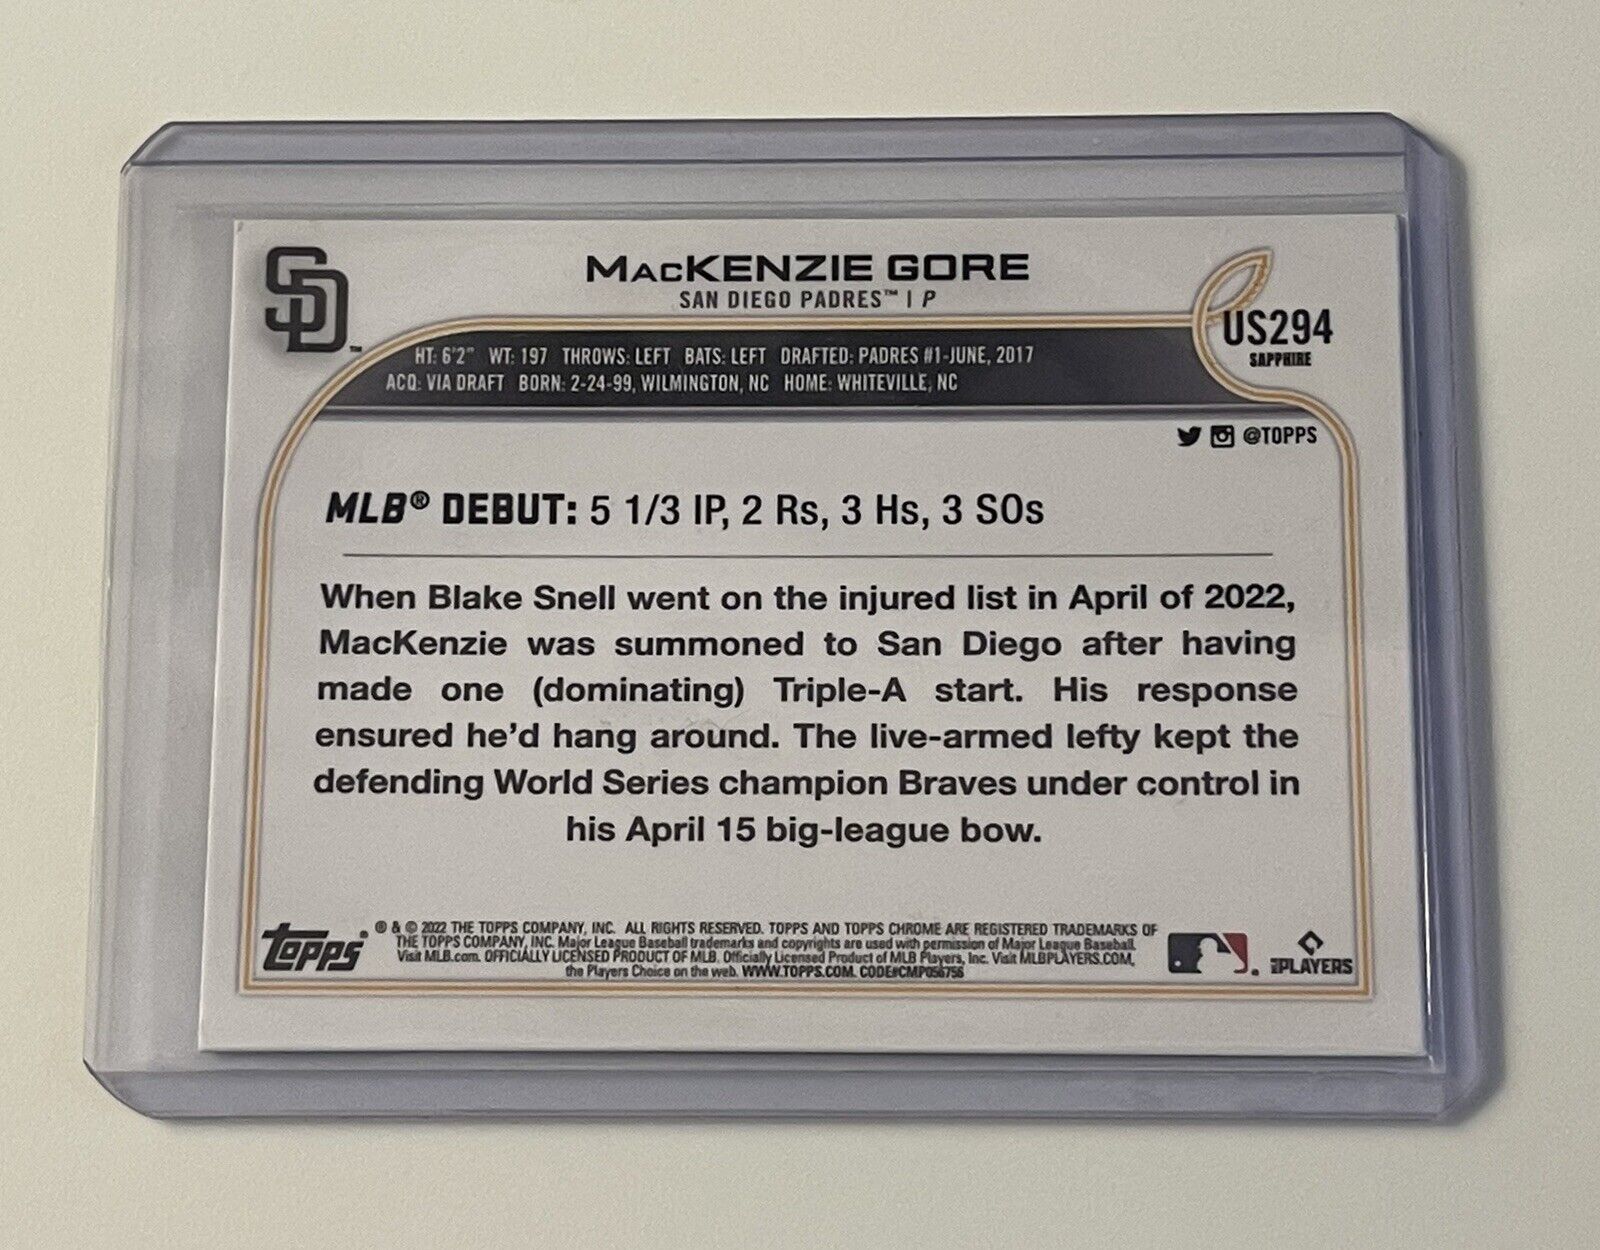 SD™
MACKENZIE GORE
SAN DIEGO PADRES™ | P
US294
SAPPHIRE
HT: 6'2" WT: 197 THROWS: LEFT BATS: LEFT DRAFTED: PADRES #1-JUNE, 2017
ACQ: VIA DRAFT BORN: 2-24-99, WILMINGTON, NC HOME: WHITEVILLE, NC
@TOPPS
MLB® DEBUT: 5 1/3 IP, 2 Rs, 3 Hs, 3 SOs
When Blake Snell went on the injured list in April of 2022,
MacKenzie was summoned to San Diego after having
made one (dominating) Triple-A start. His response
ensured he'd hang around. The live-armed lefty kept the
defending World Series champion Braves under control in
his April 15 big-league bow.
TOPPS®
® & © 2022 THE TOPPS COMPANY, INC. ALL RIGHTS RESERVED. TOPPS AND TOPPS CHROME ARE REGISTERED TRADEMARKS OF
THE TOPPS COMPANY, INC. Major League Baseball trademarks and copyrights are used with permission of Major League Baseball.
Visit MLB.com. OFFICIALLY LICENSED PRODUCT OF MLB. Officially Licensed Product of MLB Players, Inc. Visit MLBPLAYERS.COM,
the Players Choice on the web. WWW.TOPPS.COM. CODE#CMP056756
MLBPLAYERS